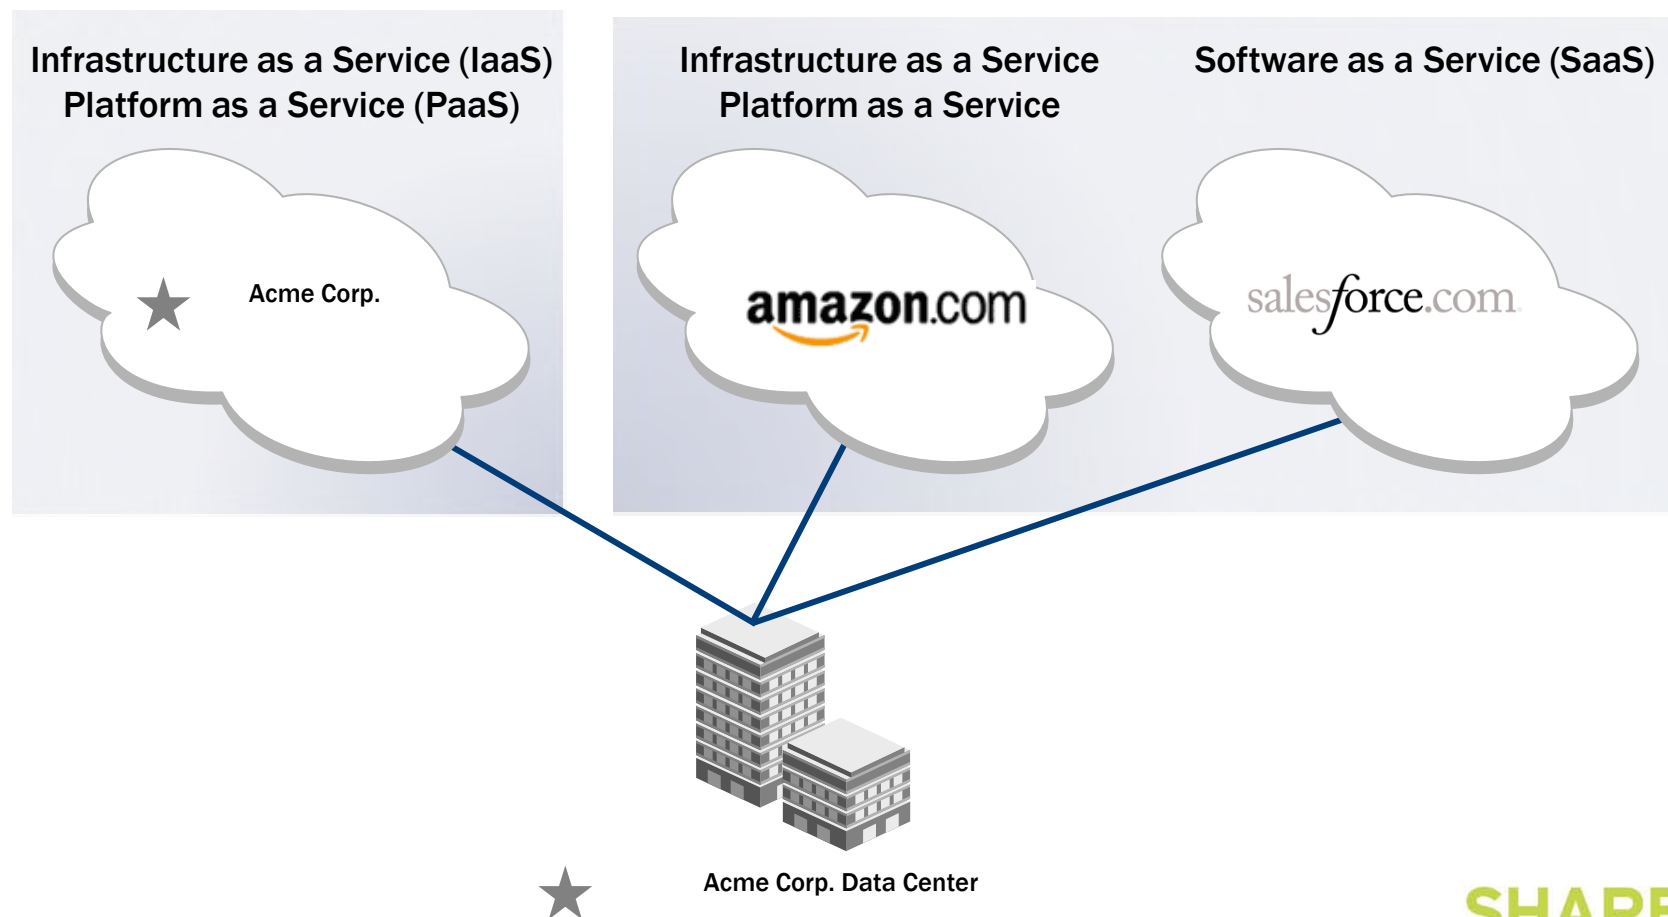 Infrastructure as a Service (IaaS)
Platform as a Service (PaaS)
Infrastructure as a Service
Platform as a Service
Software as a Service (SaaS)
Acme Corp.
amazon.com
salesforce.com
Acme Corp. Data Center
SHARE